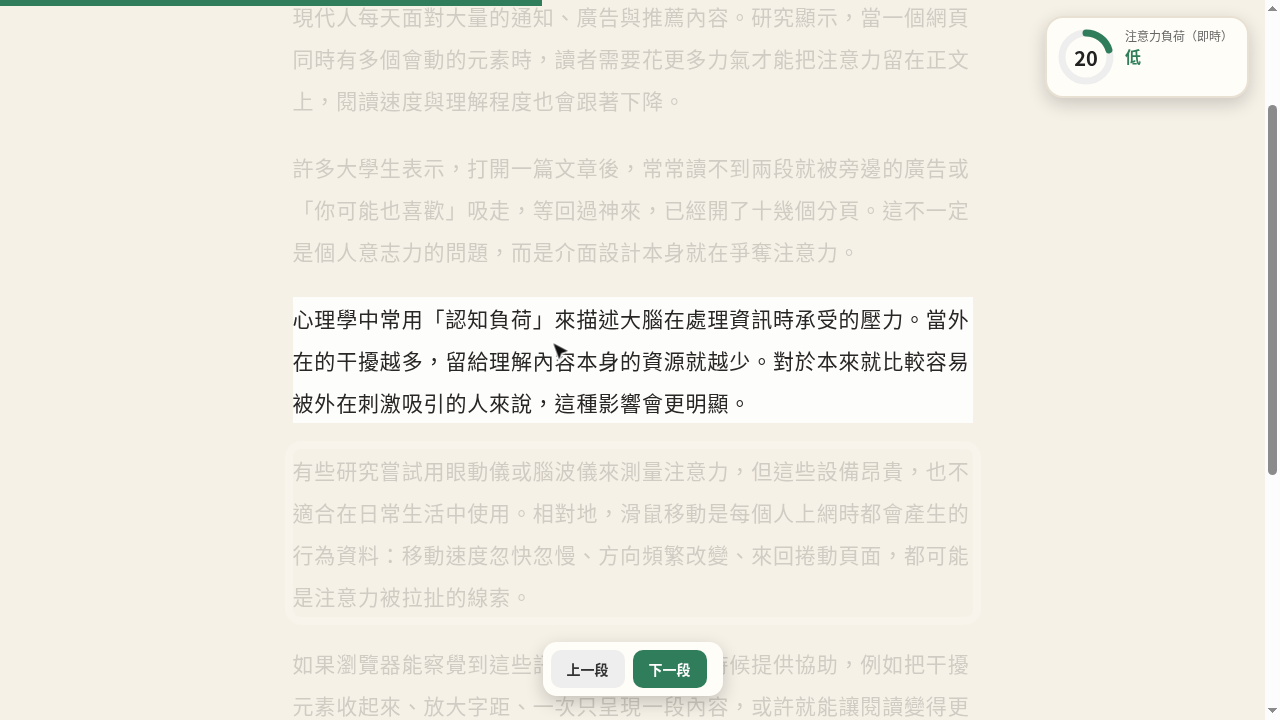 現代人每天面對大量的通知、廣告與推薦內容。研究顯示，當一個網頁
同時有多個會動的元素時，讀者需要花更多力氣才能把注意力留在正文
上，閱讀速度與理解程度也會跟著下降。
許多大學生表示，打開一篇文章後，常常讀不到兩段就被旁邊的廣告或
「你可能也喜歡」吸走，等回過神來，已經開了十幾個分頁。這不一定
是個人意志力的問題，而是介面設計本身就在爭奪注意力。
心理學中常用「認知負荷」來描述大腦在處理資訊時承受的壓力。當外
在的干擾越多，留給理解內容本身的資源就越少。對於本來就比較容易
被外在刺激吸引的人來說，這種影響會更明顯。
有些研究嘗試用眼動儀或腦波儀來測量注意力，但這些設備昂貴，也不
適合在日常生活中使用。相對地，滑鼠移動是每個人上網時都會產生的
行為資料：移動速度忽快忽慢、方向頻繁改變、來回捲動頁面，都可能
是注意力被拉扯的線索。
如果瀏覽器能察覺到這些 候提供協助，例如把干擾
元素收起來、放大字距、一次只呈現一段內容，或許就能讓閱讀變得更
上一段
下一段
注意力負荷（即時）
20
低